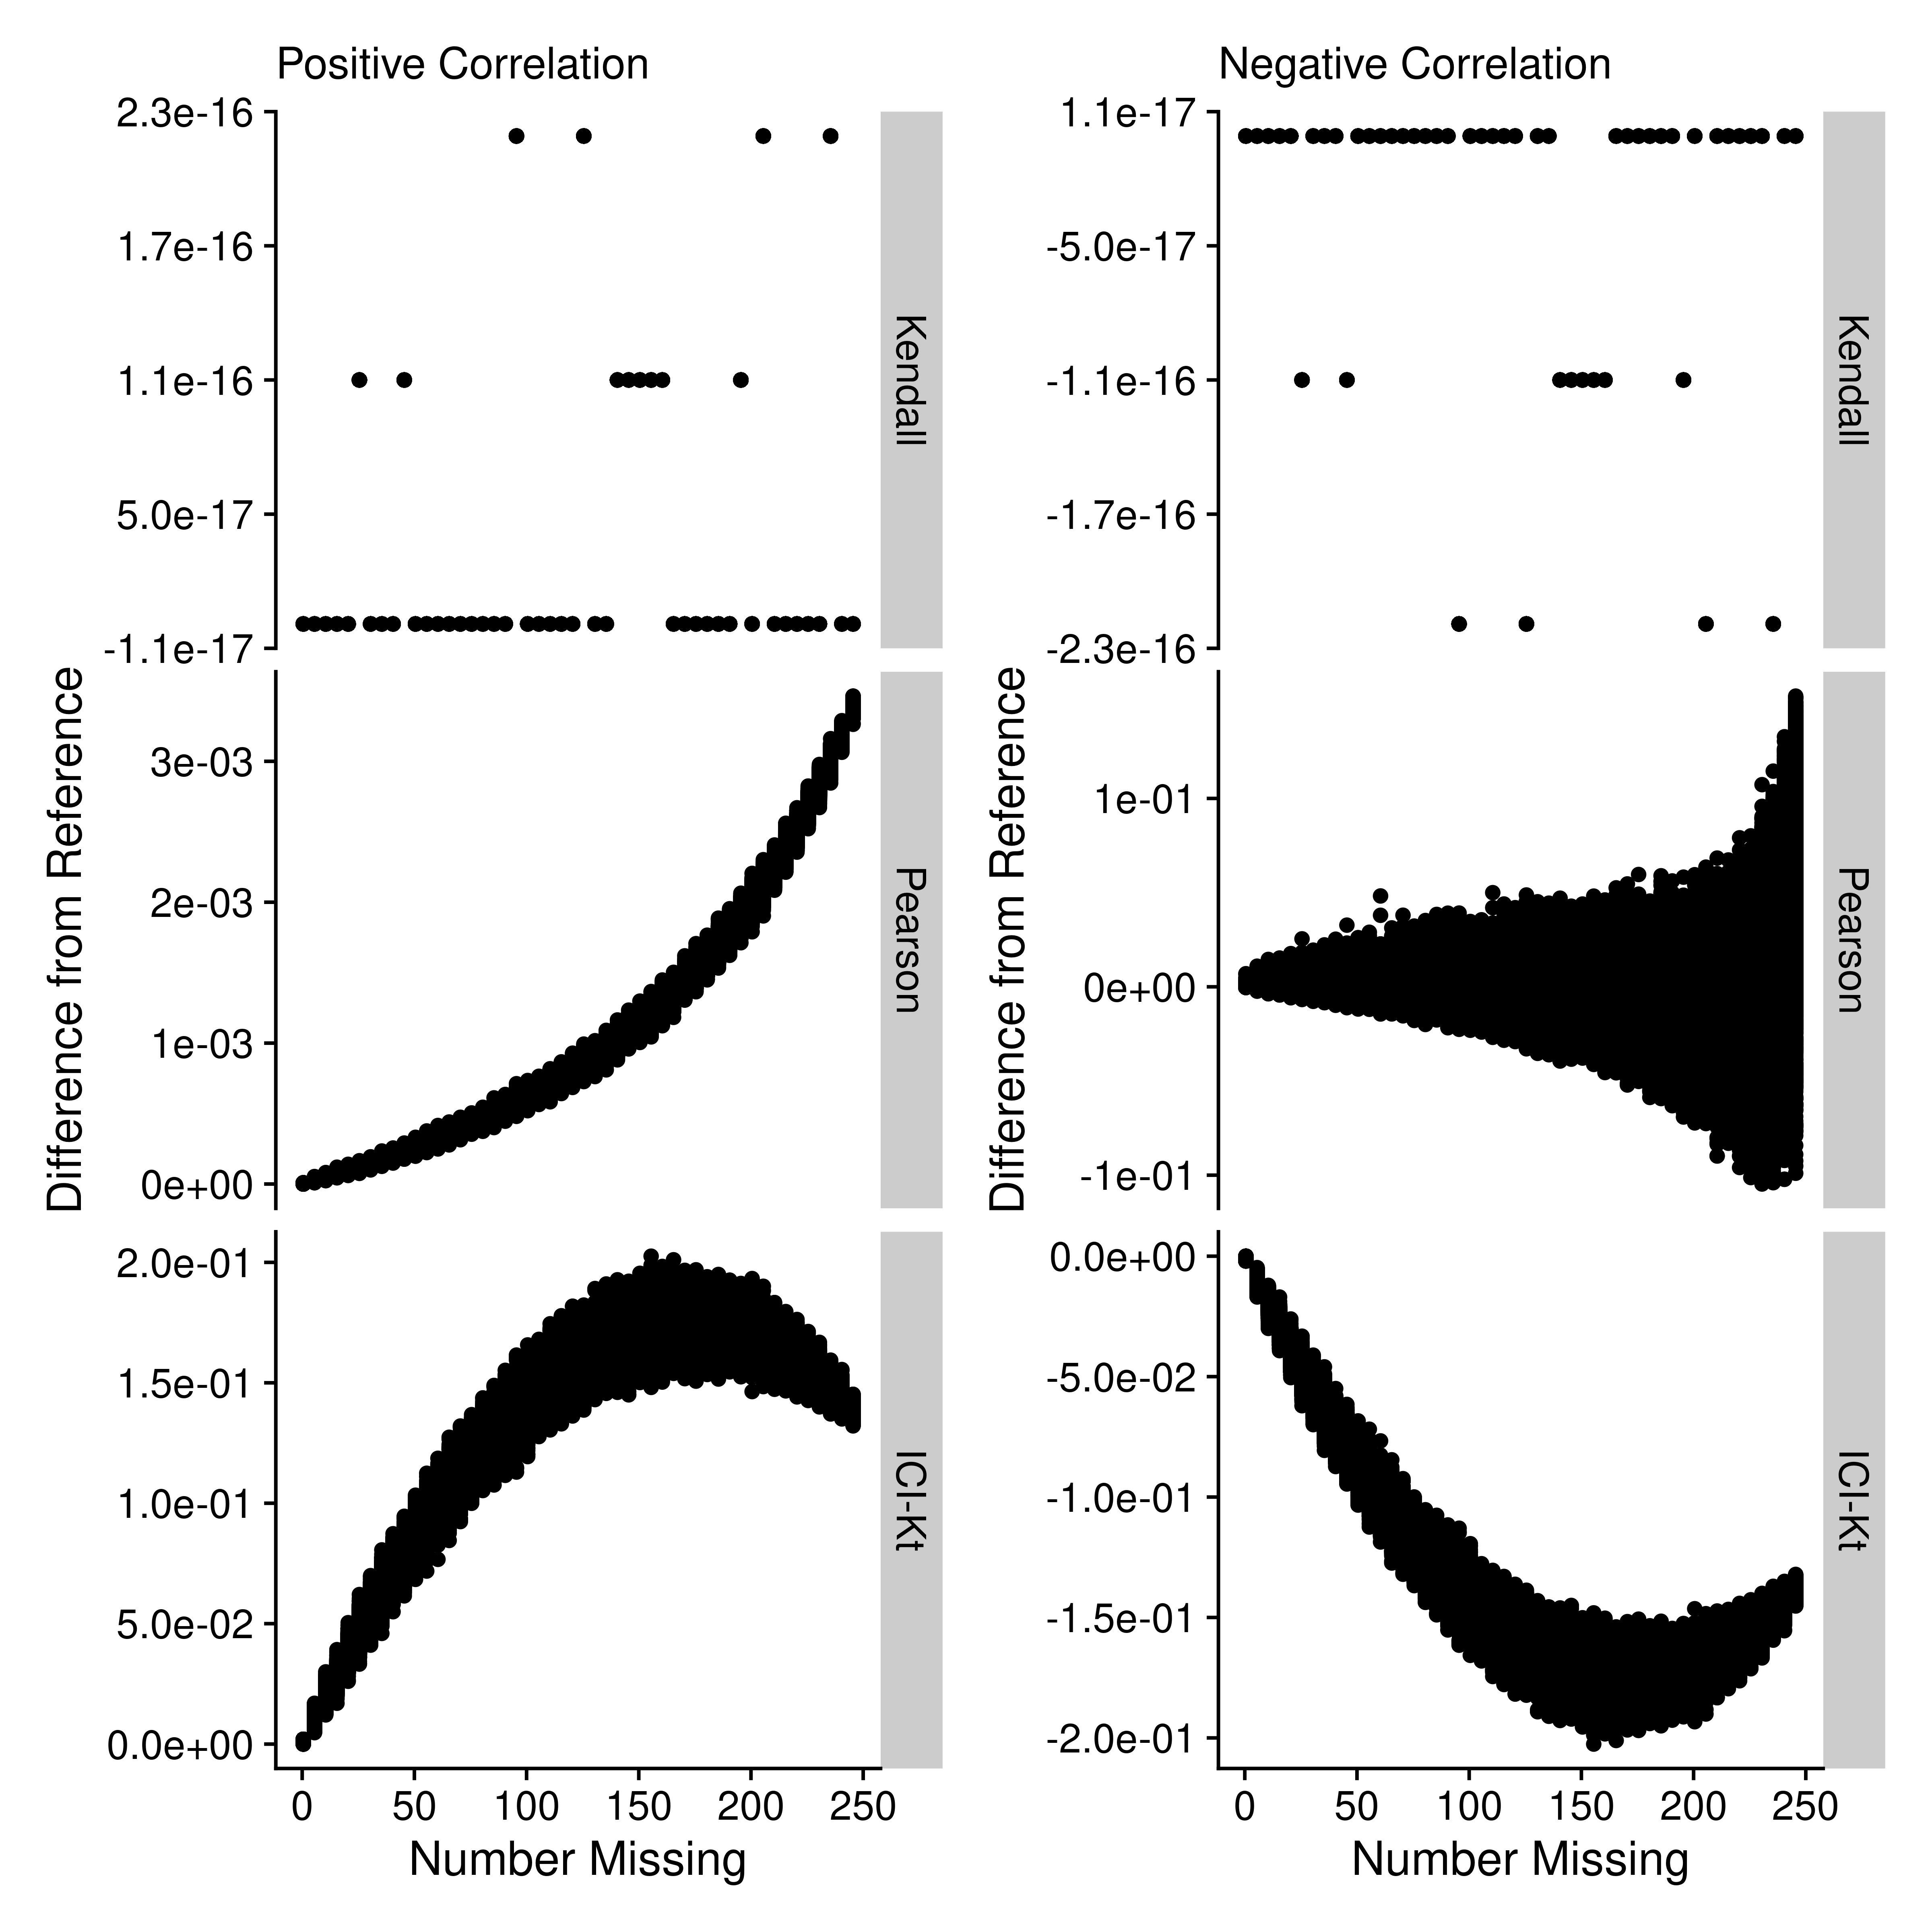 Positive Correlation
2.3e-16
1.7e-16
1.1e-16
5.0e-17
-1.1e-17
Kendall
3e-03
2e-03
1e-03
0e+00
Pearson
2.0e-01
1.5e-01
1.0e-01
5.0e-02
0.0e+00
ICI-Kt
Difference from Reference
0 50 100 150 200 250
Number Missing
Negative Correlation
1.1e-17
-5.0e-17
-1.1e-16
-1.7e-16
-2.3e-16
Kendall
1e-01
0e+00
-1e-01
Pearson
0.0e+00
-5.0e-02
-1.0e-01
-1.5e-01
-2.0e-01
ICI-Kt
Difference from Reference
0 50 100 150 200 250
Number Missing